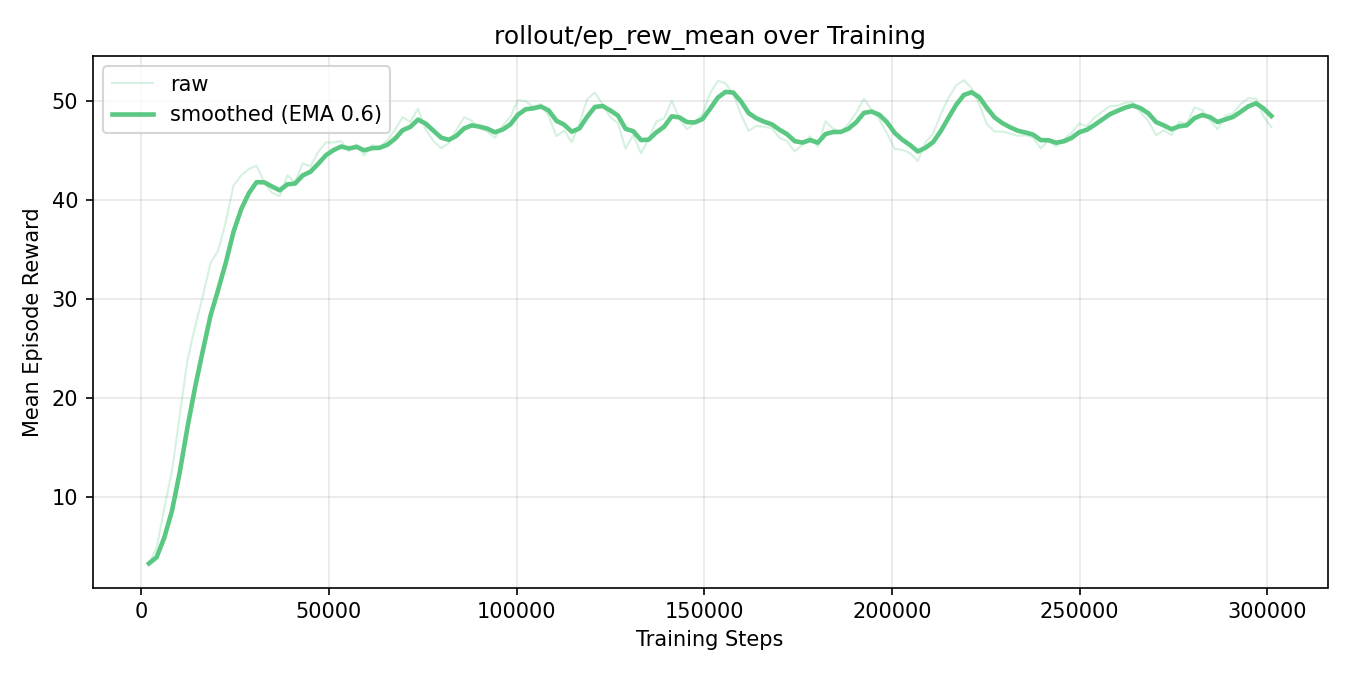 rollout/ep_rew_mean over Training
raw
smoothed (EMA 0.6)
Mean Episode Reward
50
40
30
20
10
0
50000
100000
150000
200000
250000
300000
Training Steps